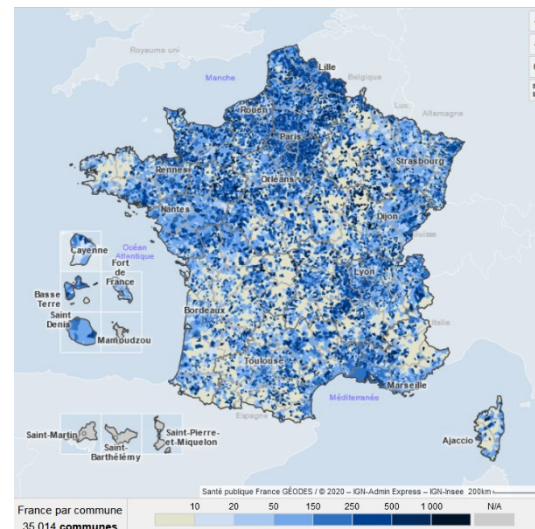 Royaume uni
Lille
Manche
Belgique
Lux.
Allemagne
Rouen
Paris
Strasbourg
Rennes
Orléans
Nantes
Dijon
Suisse
Cayenne
Océan
Atlantique
Fort
de
France
Lyon
Basse
Terre
Saint
Denis
Mamoudzou
Bordeaux
Italie
Toulouse
Marseille
Espagne
Méditerranée
Saint-Martin
Saint-
Barthélémy
Saint-Pierre
et-Miquelon
Ajaccio
Santé publique France GÉODES / © 2020 – IGN-Admin Express – IGN-Insee 200km
France par commune
10 20 50 150 250 500 1 000 N/A
35 014 communes